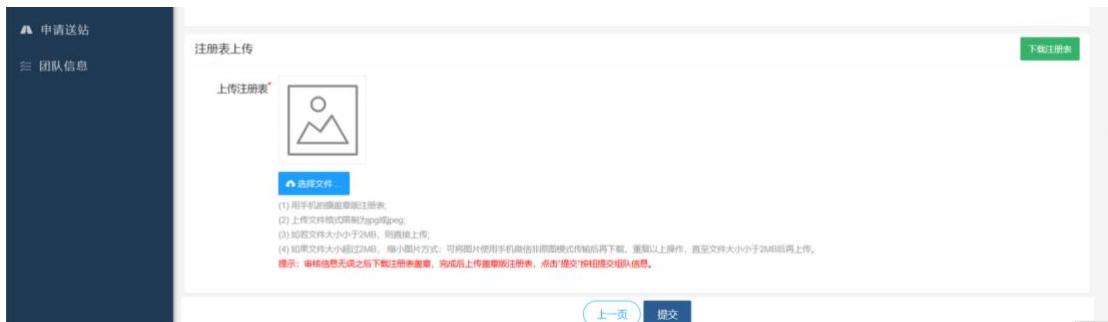 申请送站
团队信息
注册表上传
下载注册表
上传注册表*
选择文件 ...
(1) 用手机拍摄盖章版注册表;
(2) 上传文件格式限制为jpg或jpeg;
(3) 如若文件大小小于2MB，则直接上传;
(4) 如果文件大小超过2MB，缩小图片方式：可将图片使用手机微信非原图模式传输后再下载，重复以上操作，直至文件大小小于2MB后再上传。
提示：审核信息无误之后下载注册表盖章，完成后上传盖章版注册表，点击"提交"按钮提交组队信息。
上一页
提交